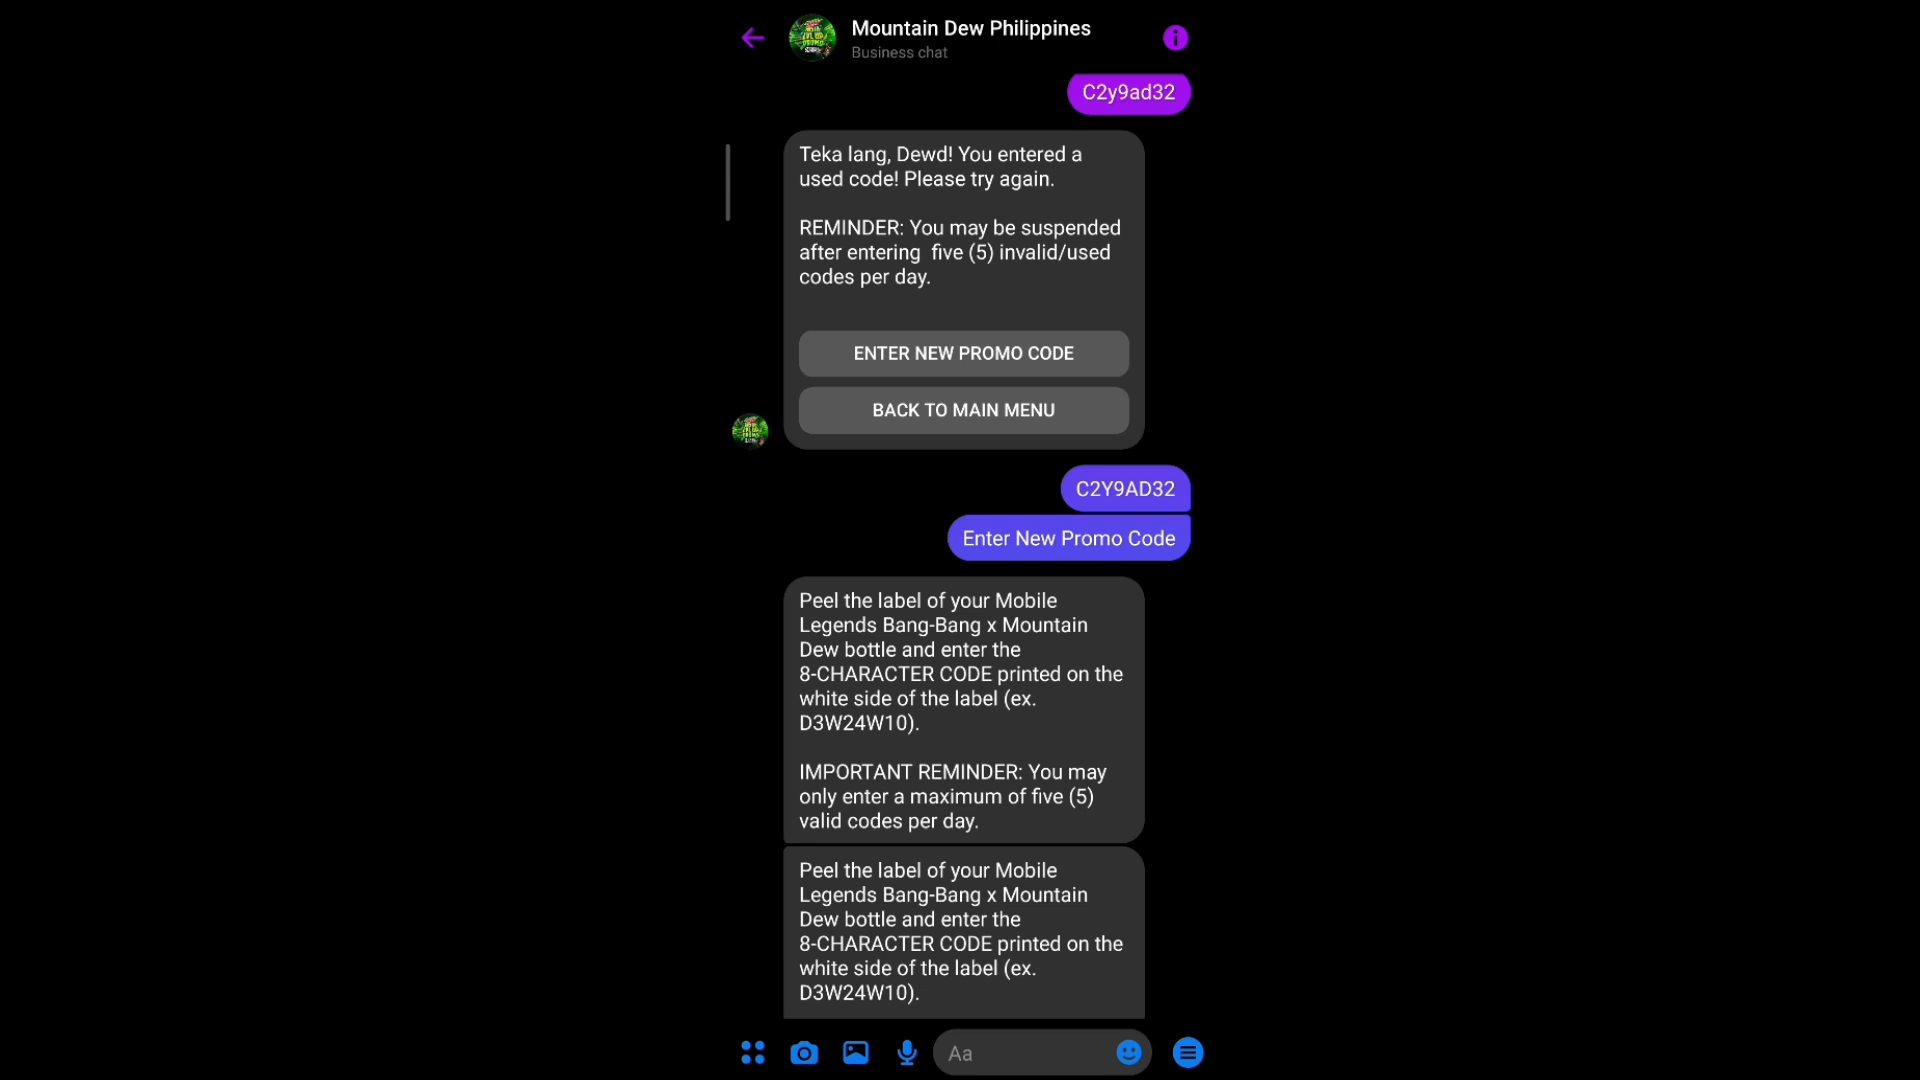 Mountain Dew Philippines
Business chat
C2y9ad32
Teka lang, Dewd! You entered a
used code! Please try again.
REMINDER: You may be suspended
after entering  five (5) invalid/used
codes per day.
ENTER NEW PROMO CODE
BACK TO MAIN MENU
C2Y9AD32
Enter New Promo Code
Peel the label of your Mobile
Legends Bang-Bang x Mountain
Dew bottle and enter the
8-CHARACTER CODE printed on the
white side of the label (ex.
D3W24W10).
IMPORTANT REMINDER: You may
only enter a maximum of five (5)
valid codes per day.
Peel the label of your Mobile
Legends Bang-Bang x Mountain
Dew bottle and enter the
8-CHARACTER CODE printed on the
white side of the label (ex.
D3W24W10).
Aa